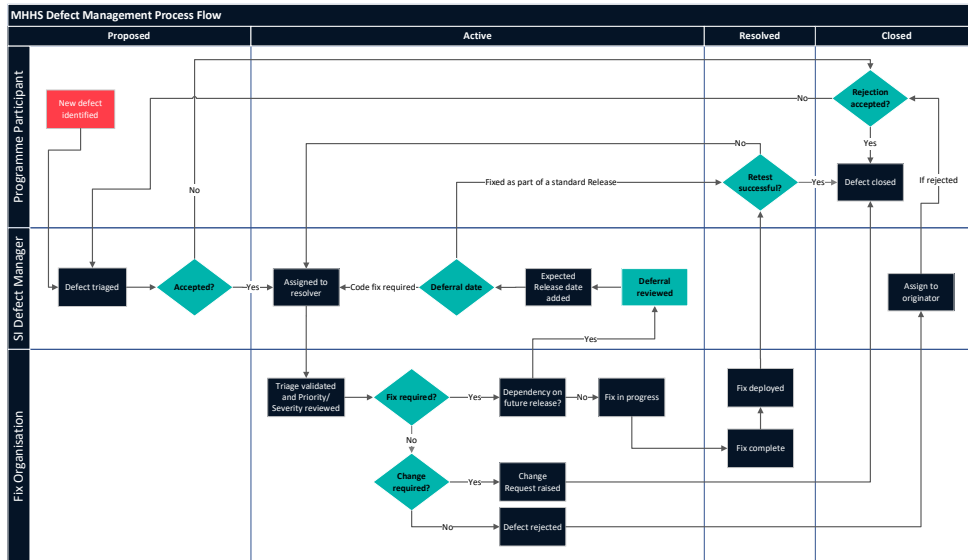 MHHS Defect Management Process Flow
Proposed
Active
Resolved
Closed
Programme Participant
New defect
identified
No
No
Rejection
accepted?
Yes
No
Fixed as part of a standard Release
Retest
successful?
Yes
Defect closed
If rejected
SI Defect Manager
Defect triaged
Accepted?
Yes
Assigned to
resolver
Code fix required
Deferral date
Expected
Release date
added
Deferral
reviewed
Assign to
originator
Yes
Fix Organisation
Triage validated
and Priority/
Severity reviewed
Fix required?
Yes
Dependency on
future release?
No
Fix in progress
Fix deployed
No
Fix complete
Change
required?
Yes
Change
Request raised
No
Defect rejected